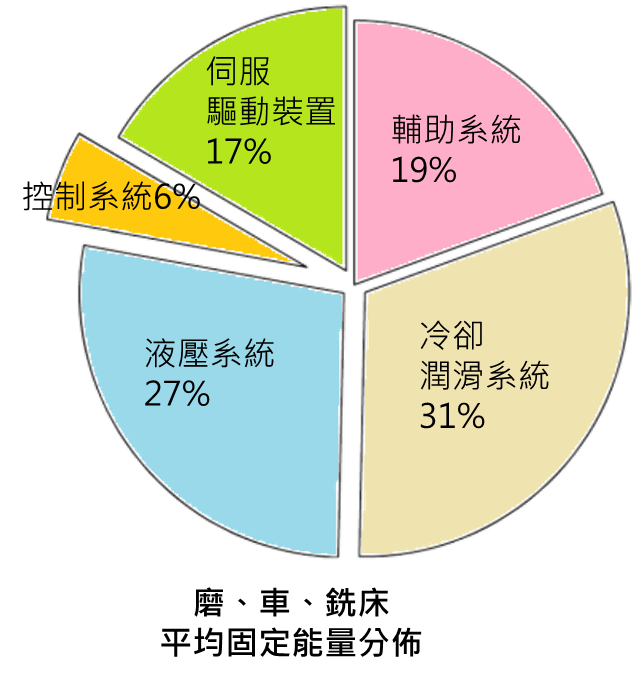 伺服
驅動裝置
17%
輔助系統
19%
控制系統6%
冷卻
潤滑系統
31%
液壓系統
27%
磨、車、銑床
平均固定能量分佈